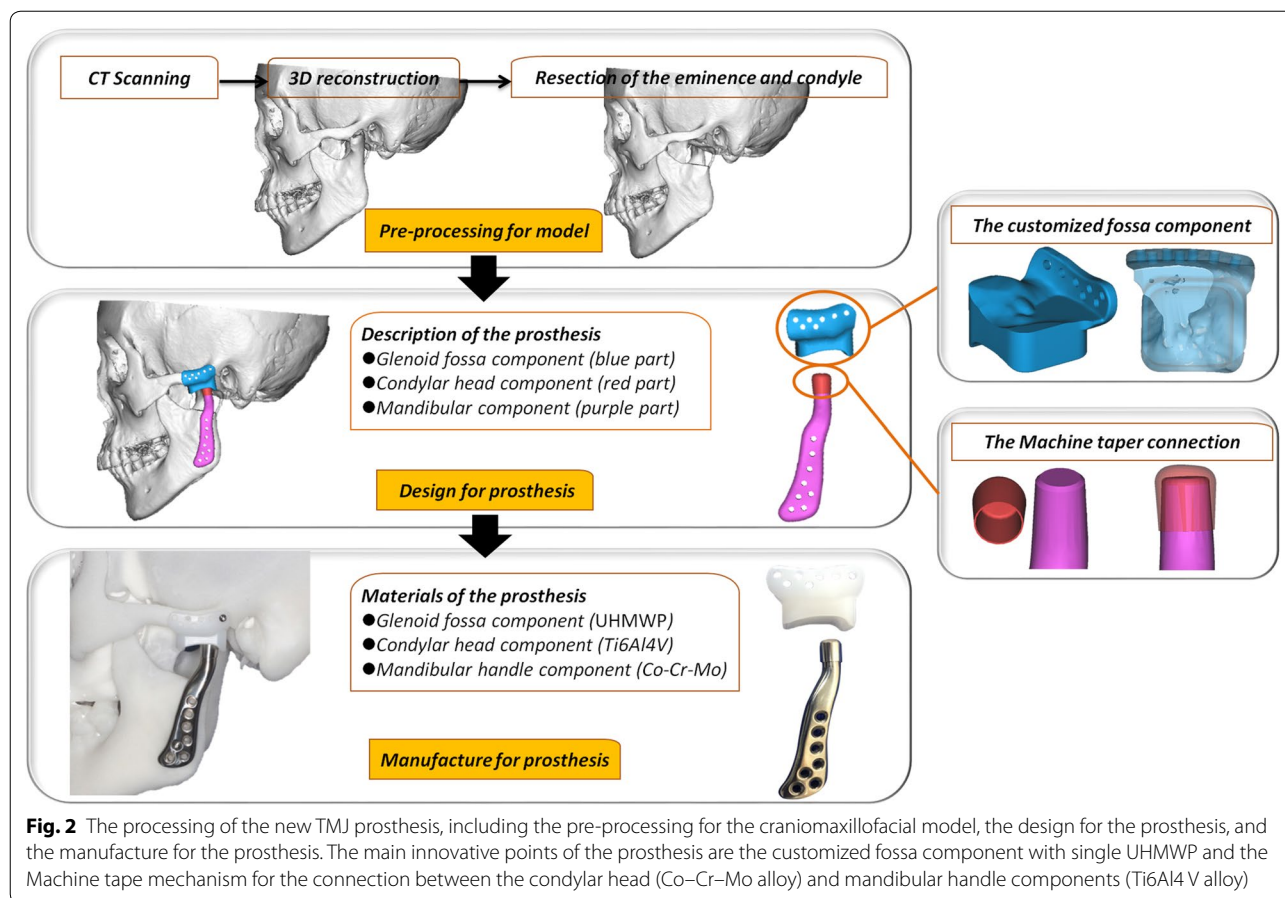 CT Scanning
3D reconstruction
Resection of the eminence and condyle
Pre-processing for model
Description of the prosthesis
●Glenoid fossa component (blue part)
●Condylar head component (red part)
●Mandibular component (purple part)
Design for prosthesis
The customized fossa component
The Machine taper connection
Materials of the prosthesis
●Glenoid fossa component (UHMWP)
●Condylar head component (Ti6Al4V)
●Mandibular handle component (Co-Cr-Mo)
Manufacture for prosthesis
Fig. 2 The processing of the new TMJ prosthesis, including the pre-processing for the craniomaxillofacial model, the design for the prosthesis, and
the manufacture for the prosthesis. The main innovative points of the prosthesis are the customized fossa component with single UHMWP and the
Machine tape mechanism for the connection between the condylar head (Co–Cr–Mo alloy) and mandibular handle components (Ti6Al4 V alloy)